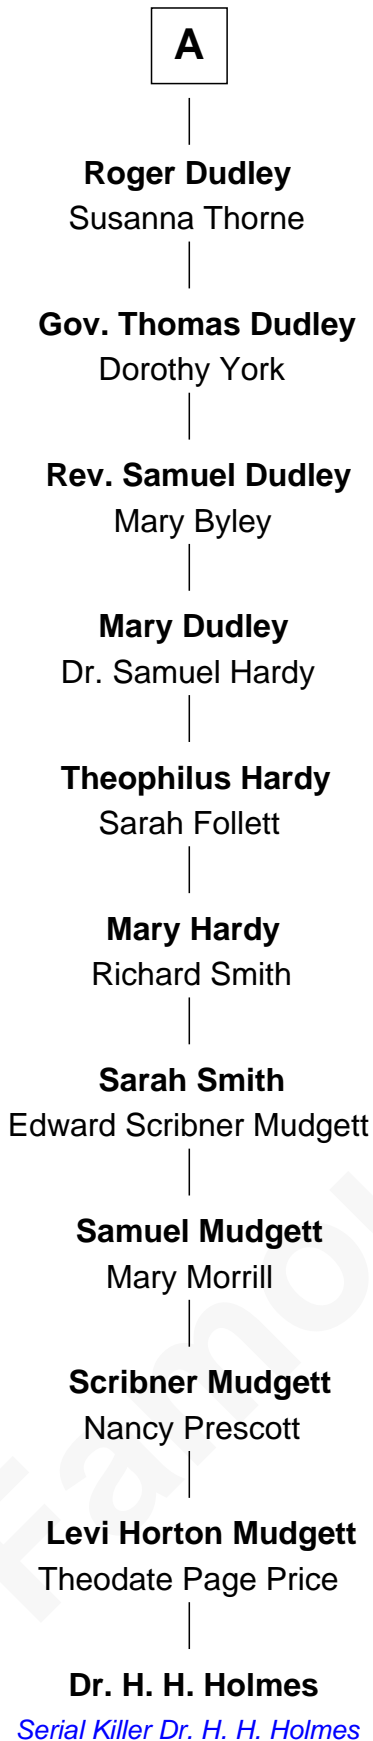 A
Roger Dudley
Susanna Thorne
Gov. Thomas Dudley
Dorothy York
Rev. Samuel Dudley
Mary Byley
Mary Dudley
Dr. Samuel Hardy
Theophilus Hardy
Sarah Follett
Mary Hardy
Richard Smith
Sarah Smith
Edward Scribner Mudgett
Samuel Mudgett
Mary Morrill
Scribner Mudgett
Nancy Prescott
Levi Horton Mudgett
Theodate Page Price
Dr. H. H. Holmes
Serial Killer Dr. H. H. Holmes